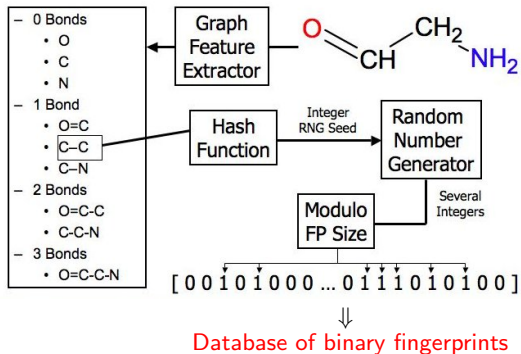 – 0 Bonds
• O
• C
• N
– 1 Bond
• O=C
• C–C
• C–N
– 2 Bonds
• O=C-C
• C-C-N
– 3 Bonds
• O=C-C-N
Graph
Feature
Extractor
O
CH
CH2
NH2
Hash
Function
Integer
RNG Seed
Random
Number
Generator
Several
Integers
Modulo
FP Size
[ 0 0 1 0 1 0 0 0 ... 0 1 1 1 0 1 0 1 0 0 ]
⇓
Database of binary fingerprints